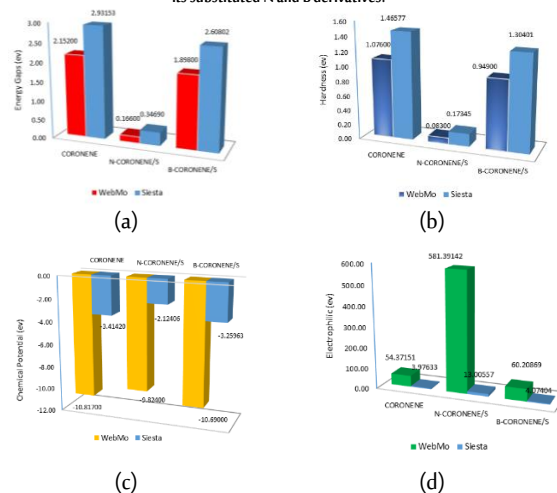 its substituted N and B derivatives.
Energy Gaps (ev)
3.00
2.50
2.00
1.50
1.00
0.50
0.00
2.15200
2.93153
0.16600
0.34690
1.89800
2.60802
CORONENE
N-CORONENE/S
B-CORONENE/S
WebMo Siesta
(a)
Hardness (ev)
1.60
1.40
1.20
1.00
0.80
0.60
0.40
6.20
0.00
1.07600
1.46577
0.08300
0.17345
0.94900
1.30401
CORONENE
N-CORONENE/S
B-CORONENE/S
WebMo Siesta
(b)
Chemical Potential (ev)
0.00
-2.00
-4.00
-6.00
-8.00
-10.00
-12.00
CORONENE
N-CORONENE/S
B-CORONENE/S
-3.41420
-2.12406
-3.25963
-10.81700
-9.82400
-10.69000
WebMo Siesta
(c)
Electrophilic (ev)
600.00
500.00
400.00
300.00
200.00
100.00
0.00
54.37151
3.97633
581.39142
13.00557
60.20869
4.07404
CORONENE
N-CORONENE/S
B-CORONENE/S
WebMo Siesta
(d)